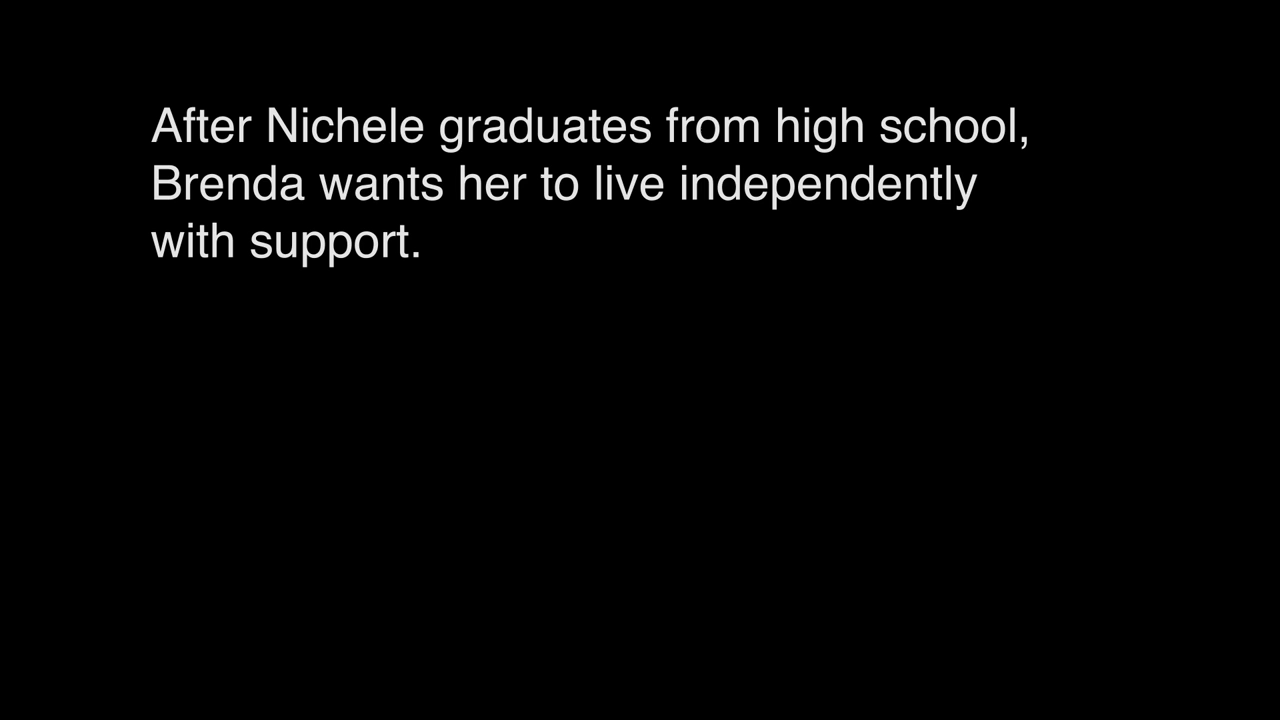 After Nichele graduates from high school,
Brenda wants her to live independently
with support.